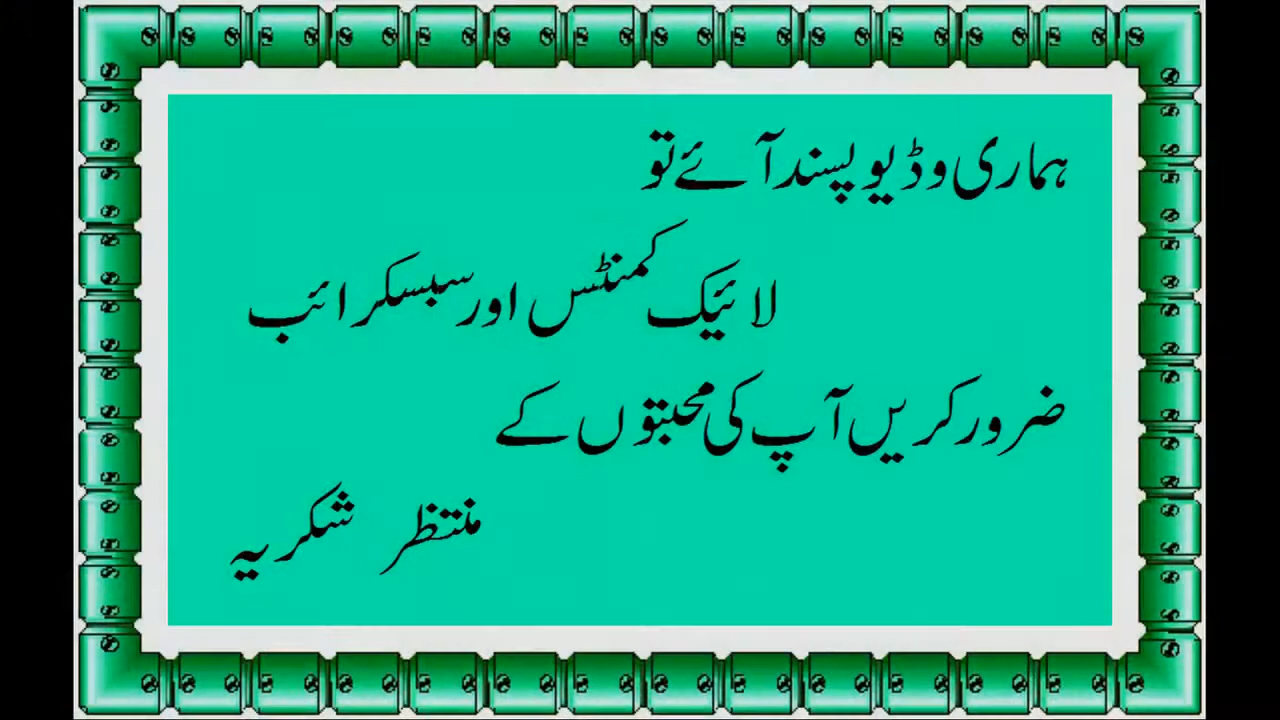 ہماری وڈیو پسند آئے تو
لائیک کمنٹس اور سبسکرائب
ضرور کریں آپ کی محبتوں کے
منتظر شکریہ